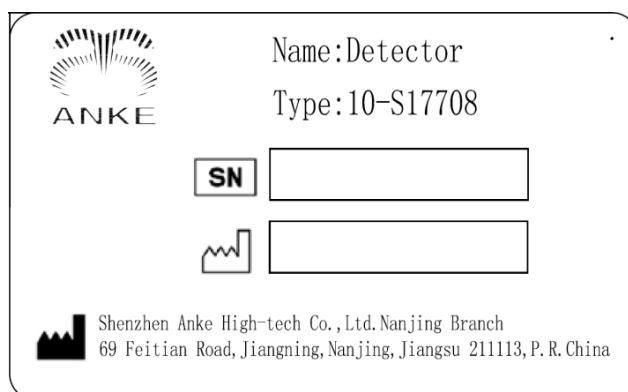 Name:Detector
ANKE
Type:10-S17708
SN
Shenzhen Anke High-tech Co.,Ltd.Nanjing Branch
69 Feitian Road,Jiangning,Nanjing,Jiangsu 211113,P.R.China